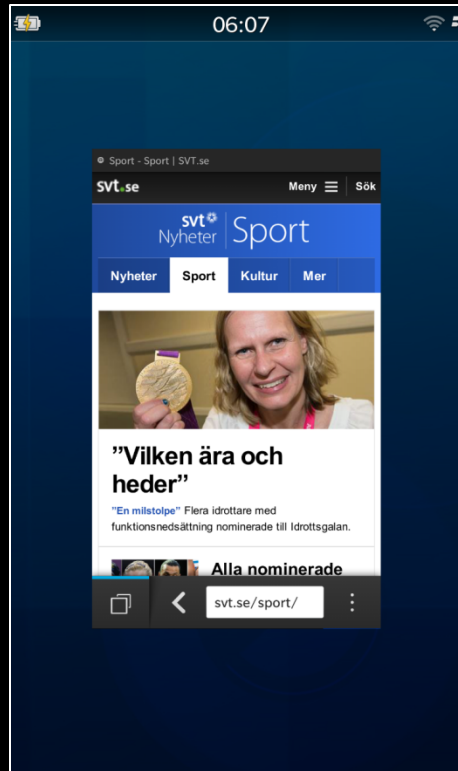 06:07
Sport - Sport | SVT.se
svt.se Meny Sök
svt
Nyheter Sport
Nyheter Sport Kultur Mer
”Vilken ära och
heder”
”En milstolpe” Flera idrottare med
funktionsnedsättning nominerade till Idrottsgalan.
Alla nominerade
svt.se/sport/